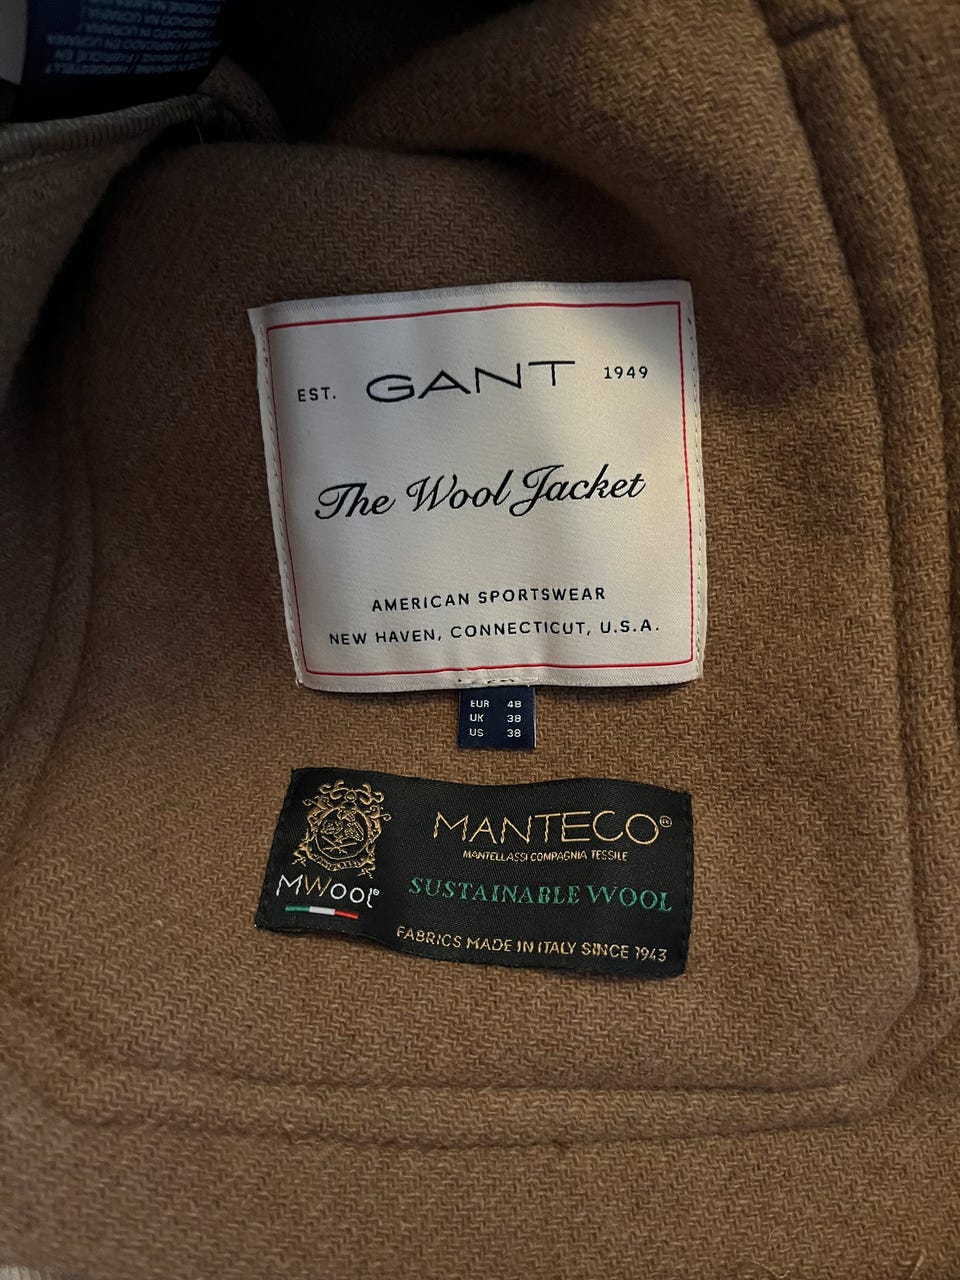 EST. GANT 1949
The Wool Jacket
AMERICAN SPORTSWEAR
NEW HAVEN, CONNECTICUT, U.S.A.
EUR 48
UK 38
US 38
MANTECO®
MANTELLASSI COMPAGNIA TESSILE
MWool®
SUSTAINABLE WOOL
FABRICS MADE IN ITALY SINCE 1943